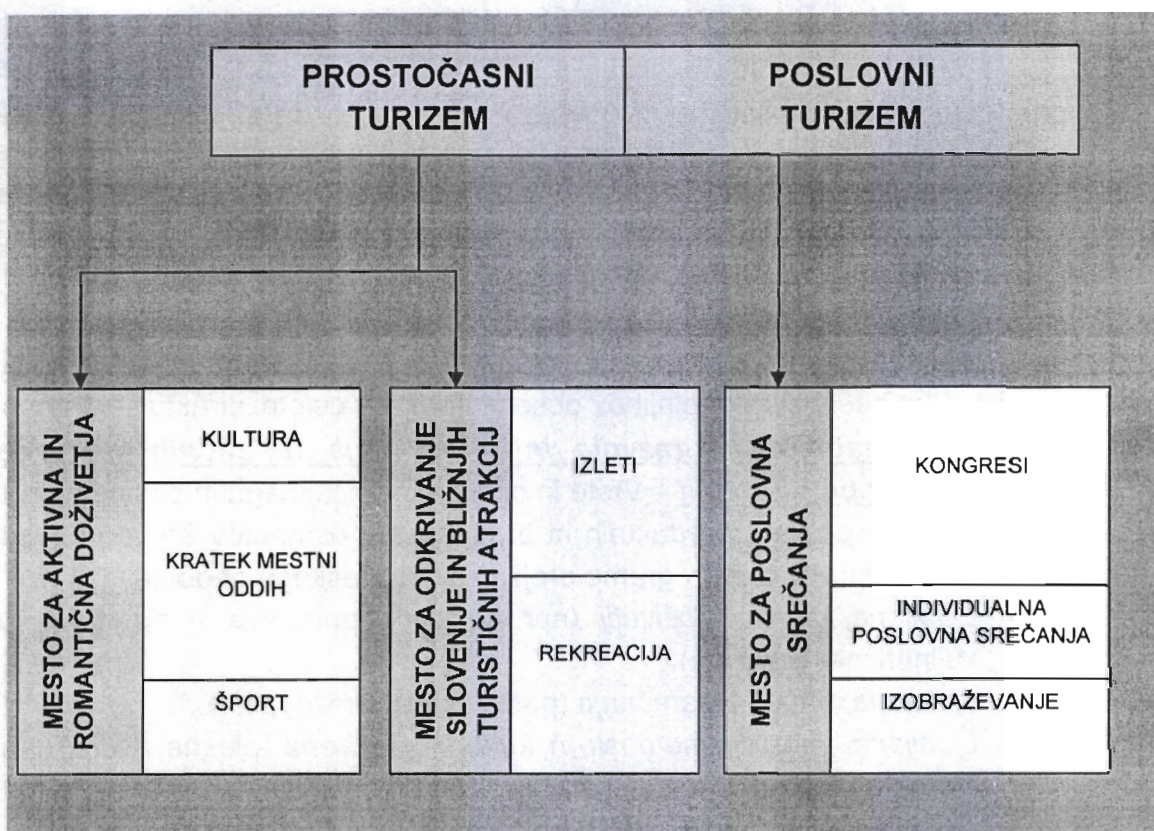 PROSTOČASNI
TURIZEM
POSLOVNI
TURIZEM
MESTO ZA AKTIVNA IN
ROMANTIČNA DOŽIVETJA
KULTURA
KRATEK MESTNI
ODDIH
ŠPORT
MESTO ZA ODKRIVANJE
SLOVENIJE IN BLIŽNJIH
TURISTIČNIH ATRAKCIJ
IZLETI
REKREACIJA
MESTO ZA POSLOVNA
SREČANJA
KONGRESI
INDIVIDUALNA
POSLOVNA SREČANJA
IZOBRAŽEVANJE